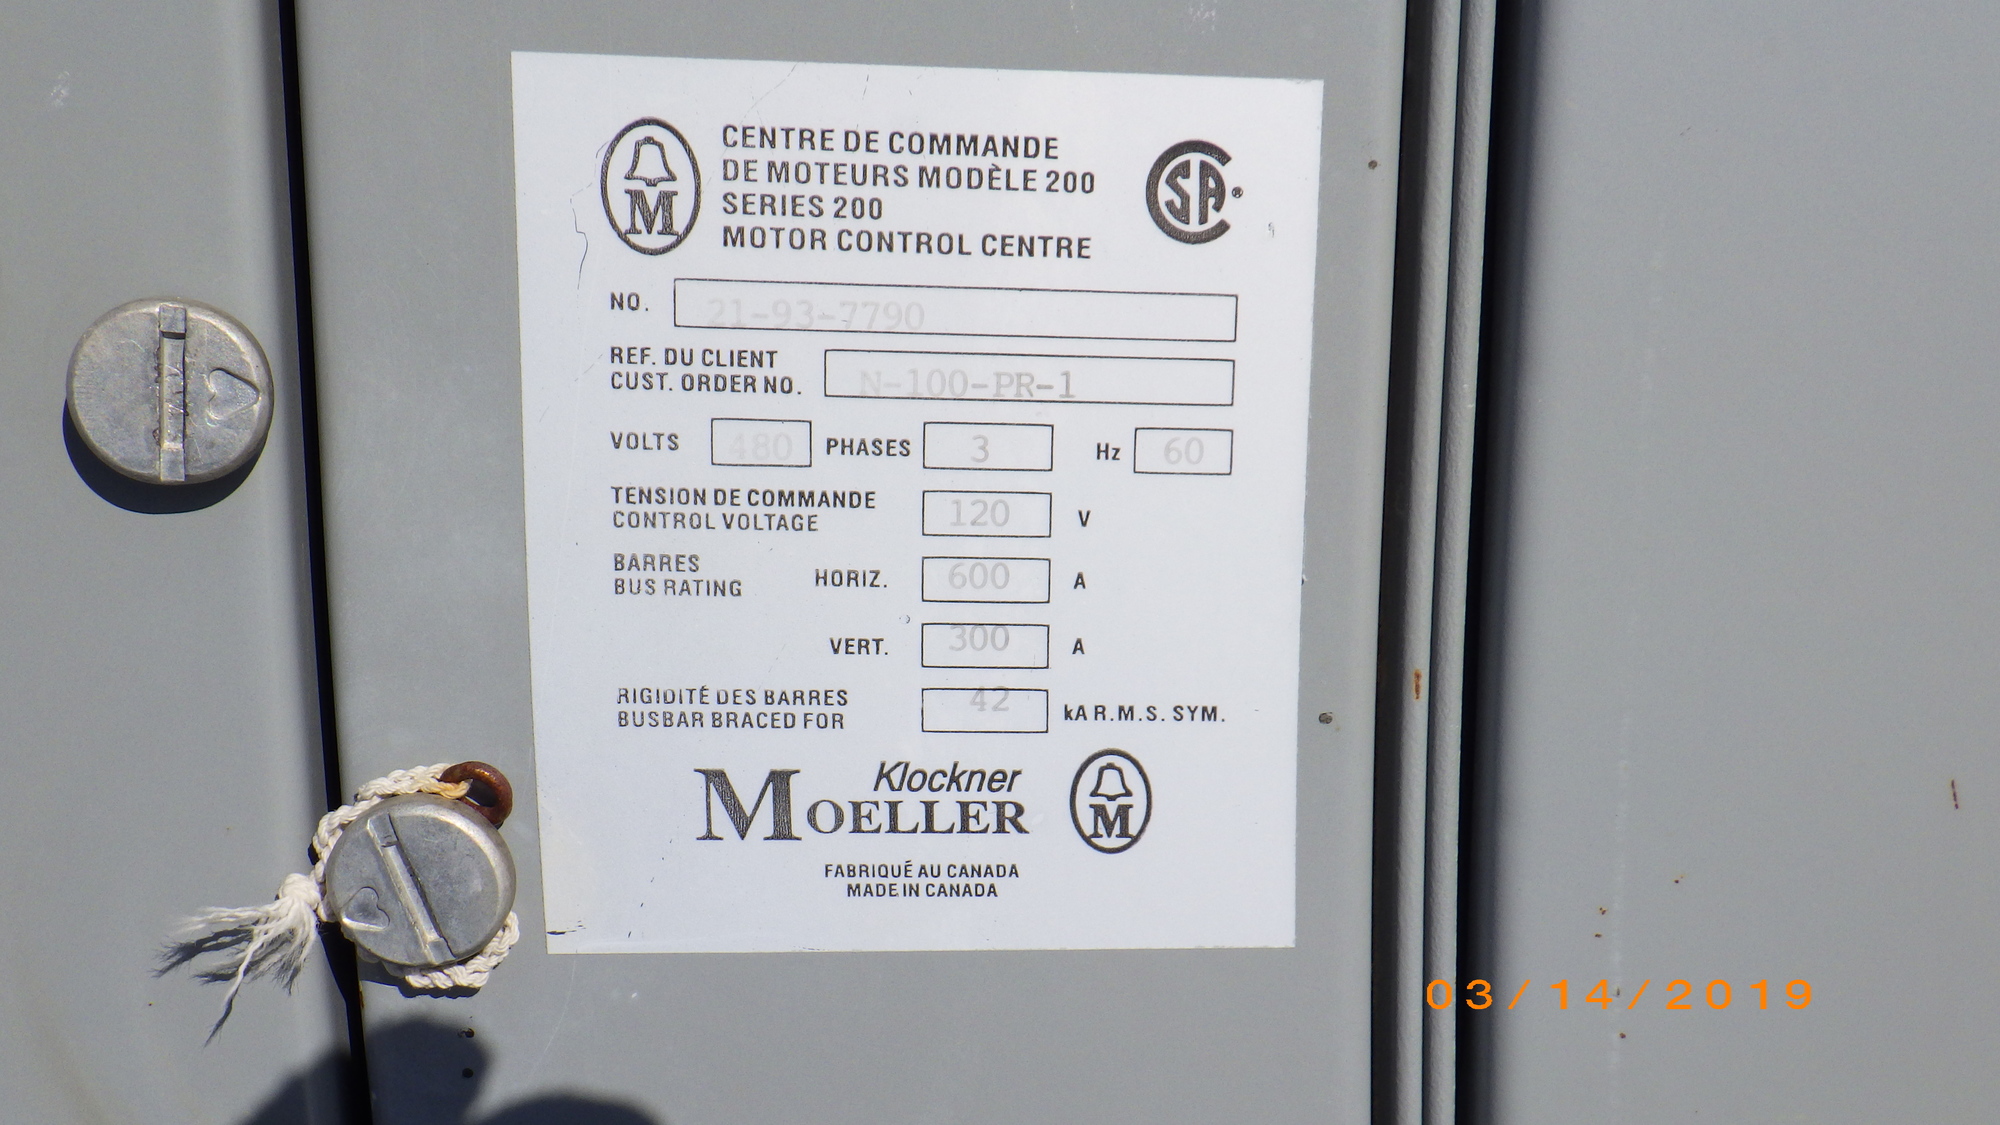 CENTRE DE COMMANDE
DE MOTEURS MODÈLE 200
SERIES 200
MOTOR CONTROL CENTRE
M
CSA®
NO. 21-93-7790
REF. DU CLIENT
CUST. ORDER NO. N-100-PR-1
VOLTS 480 PHASES 3 Hz 60
TENSION DE COMMANDE
CONTROL VOLTAGE 120 V
BARRES
BUS RATING HORIZ. 600 A
VERT. 300 A
RIGIDITÉ DES BARRES
BUSBAR BRACED FOR 42 kA R.M.S. SYM.
Klockner
MOELLER
M
FABRIQUÉ AU CANADA
MADE IN CANADA
03/14/2019